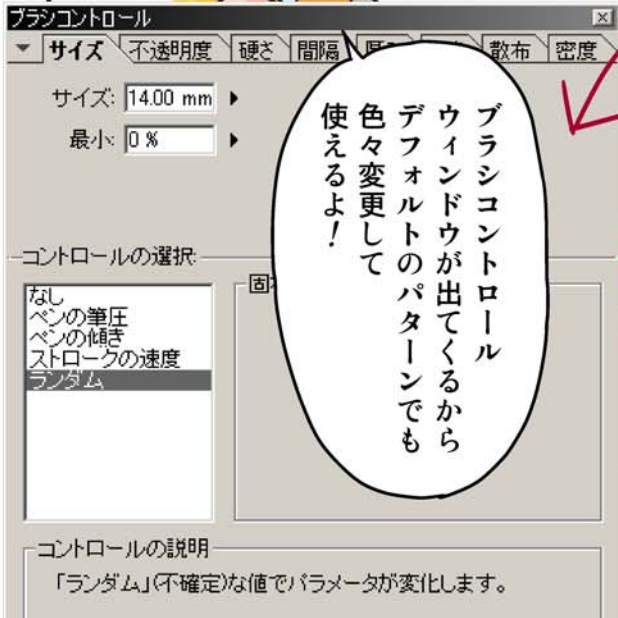 ブラシコントロール
サイズ 不透明度 硬さ 間隔 散布 密度
サイズ: 14.00 mm
最小: 0 %
ブラシコントロール
ウィンドウが出てくるから
デフォルトのパターンでも
色々変更して
使えるよ!
コントロールの選択:
なし
ペンの筆圧
ペンの傾き
ストロークの速度
ランダム
コントロールの説明
「ランダム」(不確定)な値でパラメータが変化します。